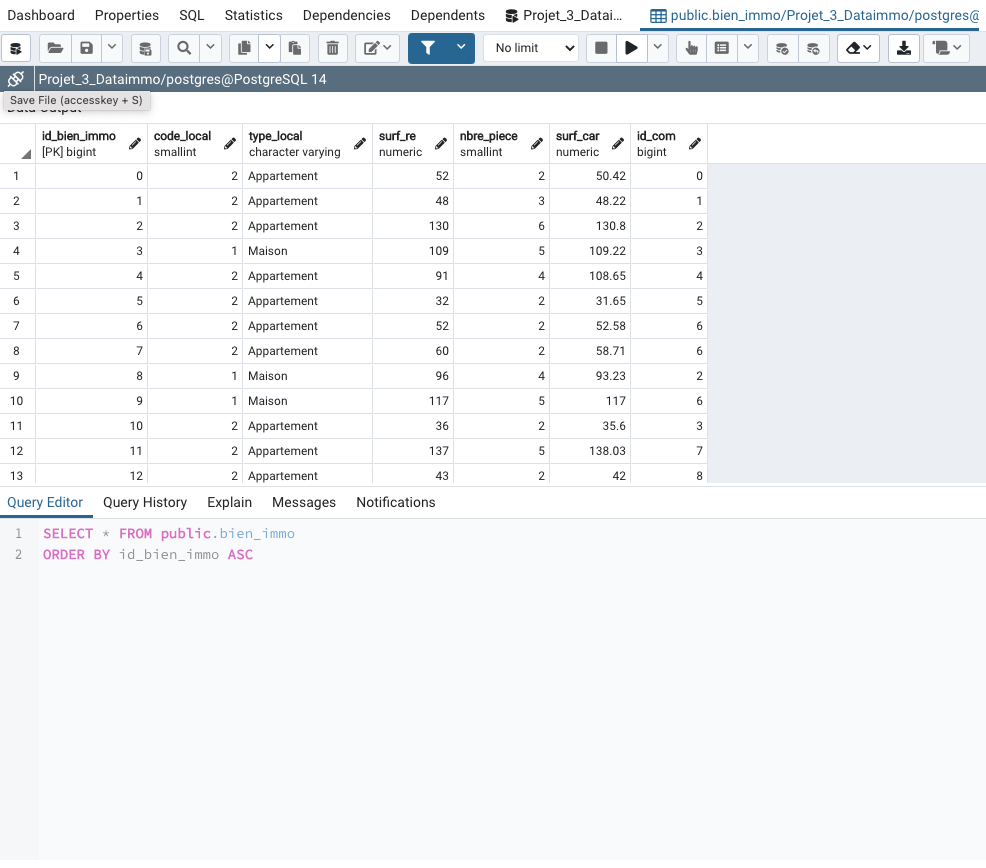 Dashboard Properties SQL Statistics Dependencies Dependents Projet_3_Datai... public.bien_immo/Projet_3_Dataimmo/postgres@
No limit
Projet_3_Dataimmo/postgres@PostgreSQL 14
Save File (accesskey + S)
Data Output
id_bien_immo code_local type_local surf_re nbre_piece surf_car id_com
[PK] bigint smallint character varying numeric smallint numeric bigint
1 0 2 Appartement 52 2 50.42 0
2 1 2 Appartement 48 3 48.22 1
3 2 2 Appartement 130 6 130.8 2
4 3 1 Maison 109 5 109.22 3
5 4 2 Appartement 91 4 108.65 4
6 5 2 Appartement 32 2 31.65 5
7 6 2 Appartement 52 2 52.58 6
8 7 2 Appartement 60 2 58.71 6
9 8 1 Maison 96 4 93.23 2
10 9 1 Maison 117 5 117 6
11 10 2 Appartement 36 2 35.6 3
12 11 2 Appartement 137 5 138.03 7
13 12 2 Appartement 43 2 42 8
Query Editor Query History Explain Messages Notifications
1 SELECT * FROM public.bien_immo
2 ORDER BY id_bien_immo ASC